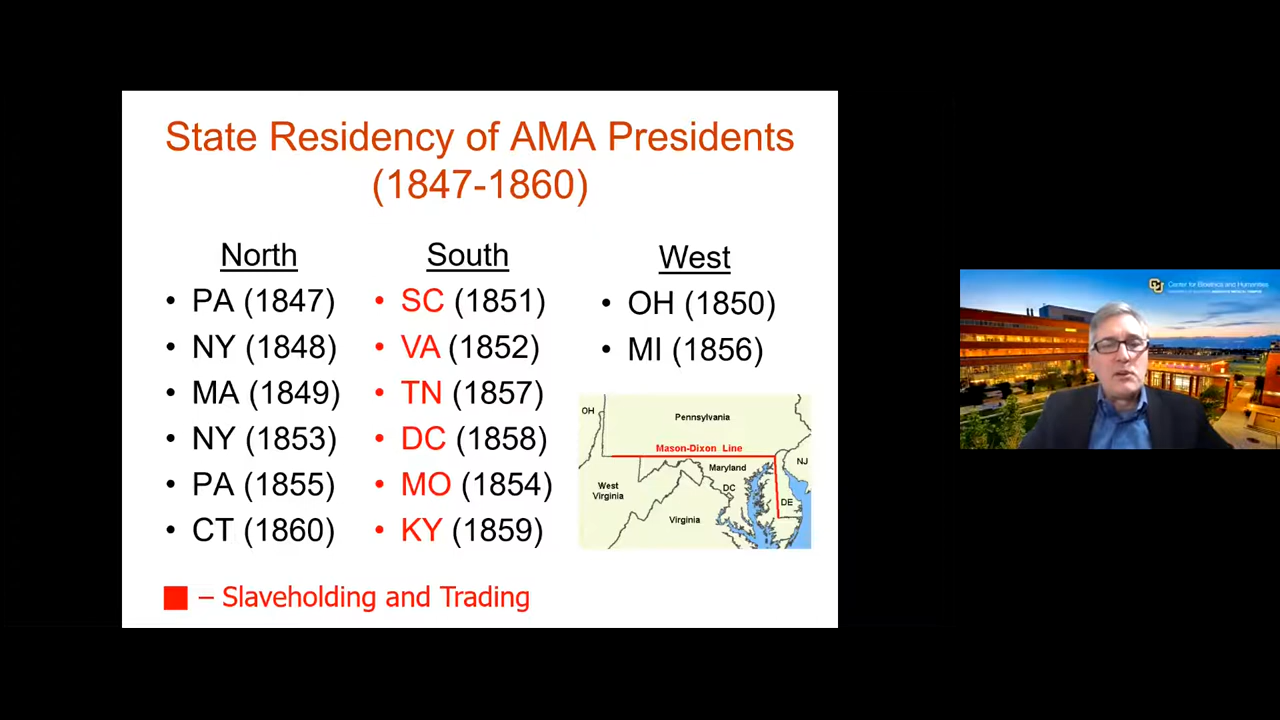 State Residency of AMA Presidents
(1847-1860)
North
• PA (1847)
• NY (1848)
• MA (1849)
• NY (1853)
• PA (1855)
• CT (1860)
South
• SC (1851)
• VA (1852)
• TN (1857)
• DC (1858)
• MO (1854)
• KY (1859)
West
• OH (1850)
• MI (1856)
OH
Pennsylvania
Mason-Dixon Line
Maryland
NJ
West
Virginia
DC
DE
Virginia
– Slaveholding and Trading
CU
Center for Bioethics and Humanities